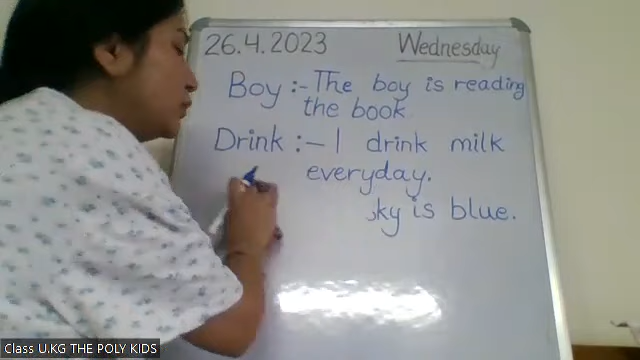 26.4.2023 Wednesday
Boy :- The boy is reading
the book
Drink :- I drink milk
everyday.
is blue.
Class U.KG THE POLY KIDS